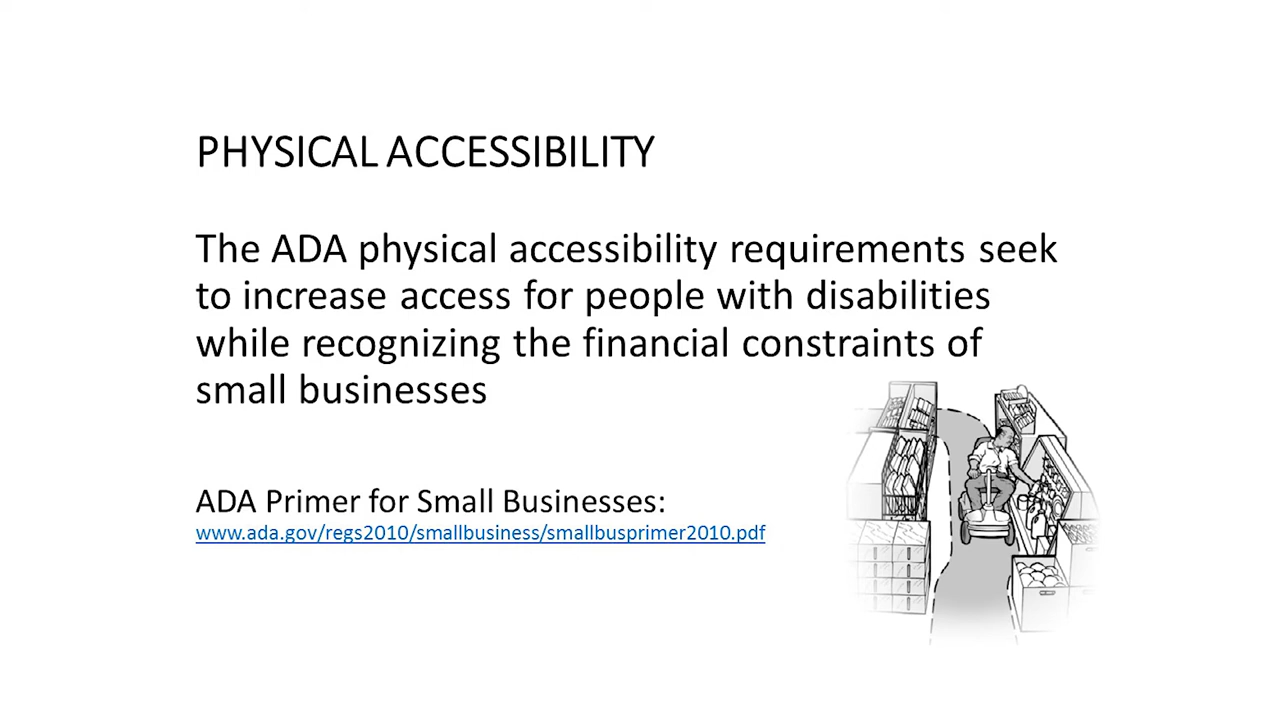 PHYSICAL ACCESSIBILITY
The ADA physical accessibility requirements seek
to increase access for people with disabilities
while recognizing the financial constraints of
small businesses
ADA Primer for Small Businesses:
www.ada.gov/regs2010/smallbusiness/smallbusprimer2010.pdf